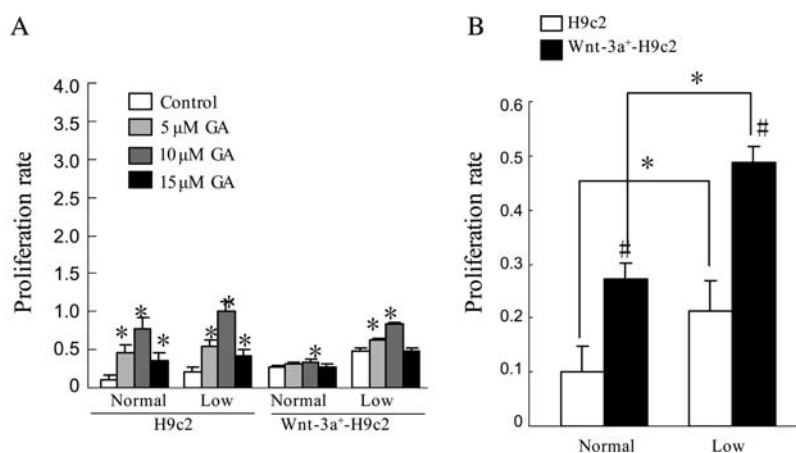 A
Proliferation rate
4.0
3.5
3.0
2.5
2.0
1.5
1.0
0.5
0
Control
5 μM GA
10 μM GA
15 μM GA
* * * * * * * * *
Normal Low Normal Low
H9c2 Wnt-3a⁺-H9c2
B
H9c2
Wnt-3a⁺-H9c2
Proliferation rate
0.6
0.5
0.3
0.3
0.2
0.1
0
*
#
*
#
Normal Low